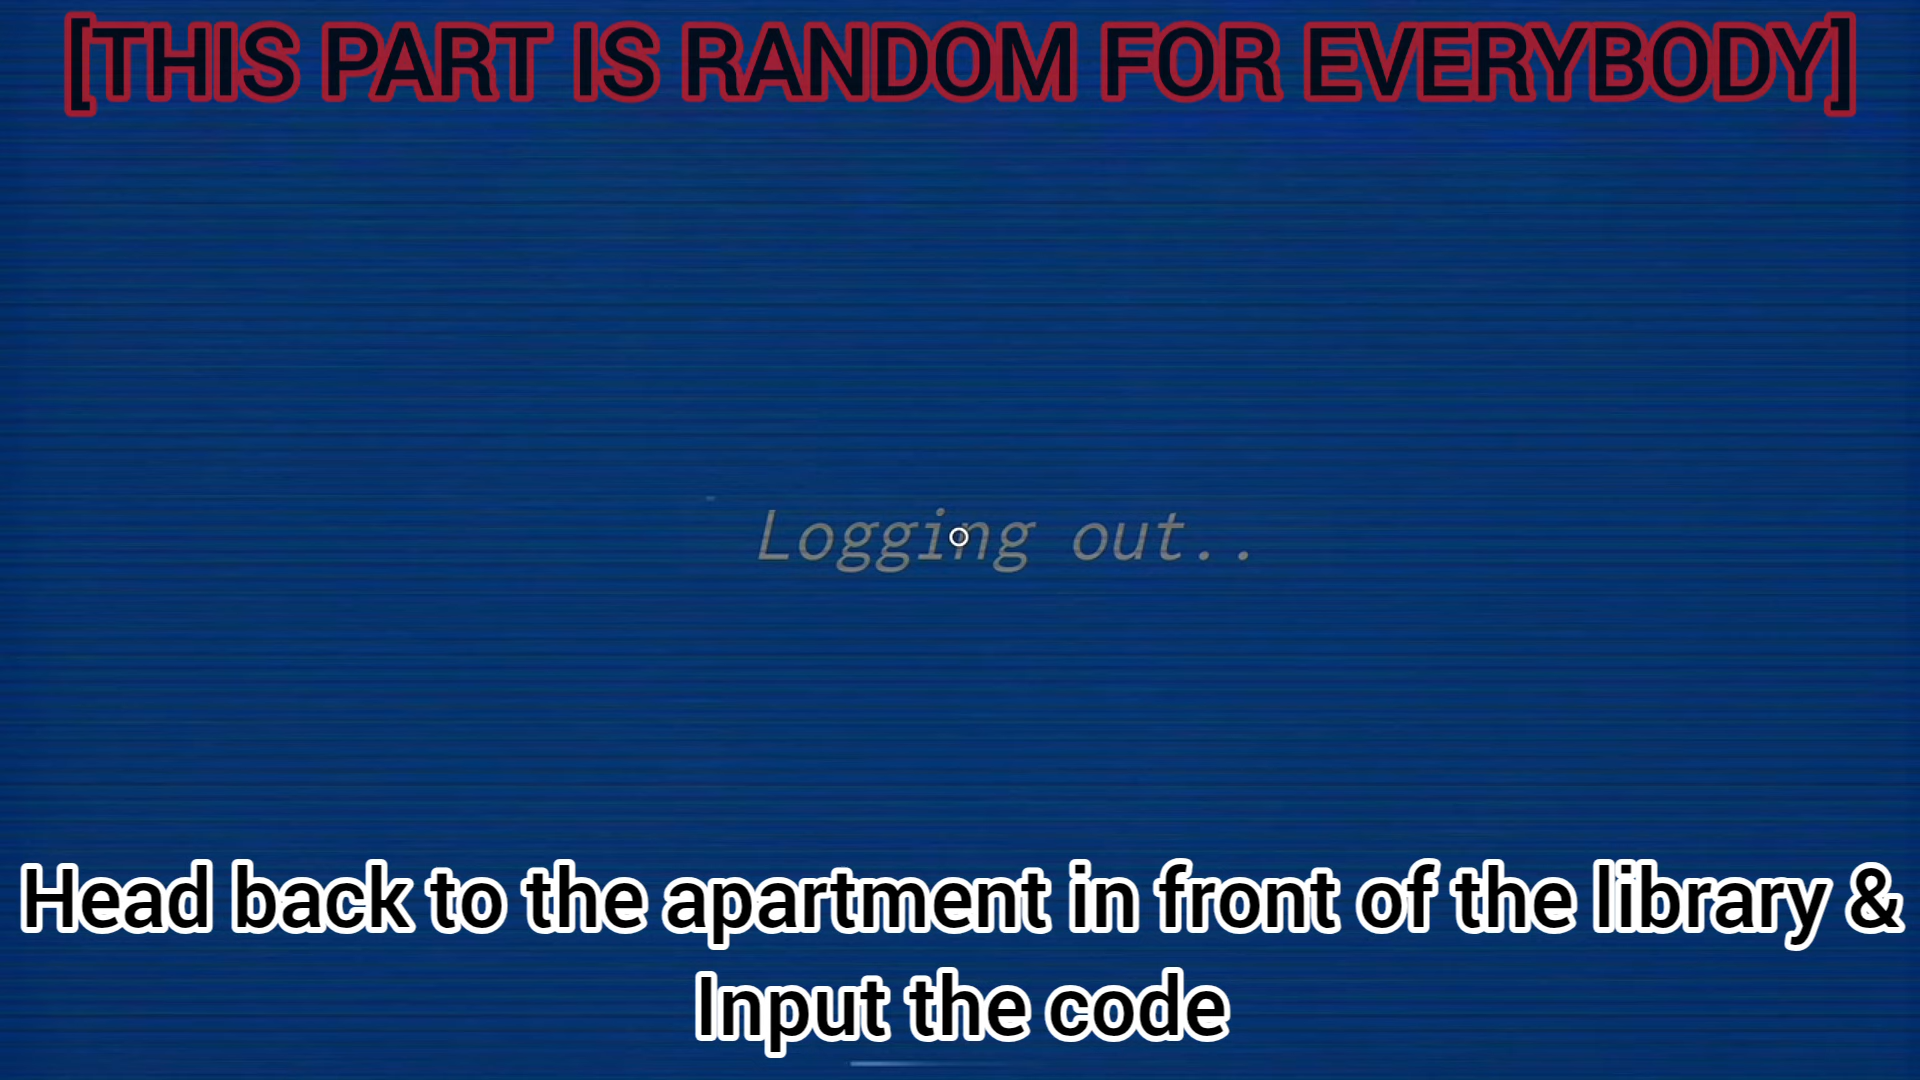 [THIS PART IS RANDOM FOR EVERYBODY]
Logging out..
Head back to the apartment in front of the library &
Input the code